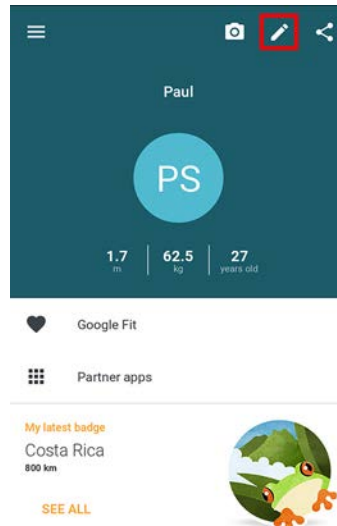 Paul
PS
1.7 62.5 27
m kg years old
Google Fit
Partner apps
My latest badge
Costa Rica
800 km
SEE ALL